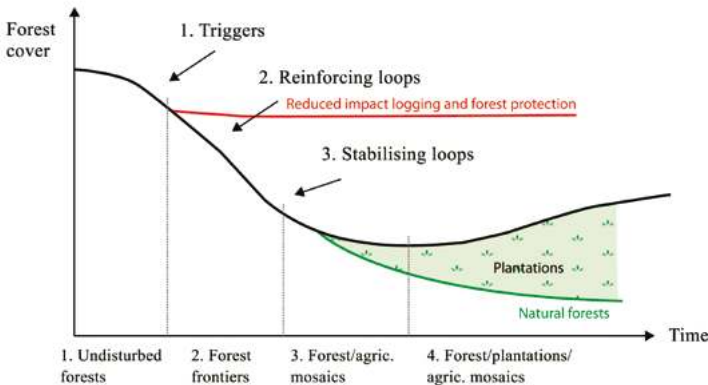 Forest
cover
1. Triggers
2. Reinforcing loops
Reduced impact logging and forest protection
3. Stabilising loops
Plantations
Natural forests
Time
1. Undisturbed
forests
2. Forest
frontiers
3. Forest/agric.
mosaics
4. Forest/plantations/
agric. mosaics